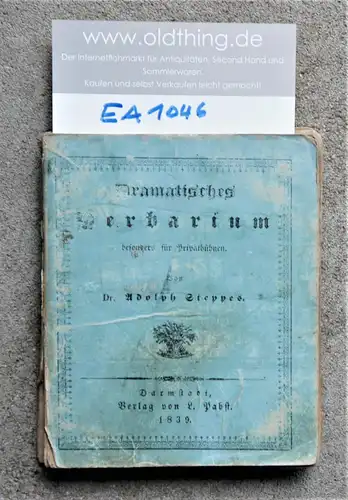 www.oldthing.de
Der Internetflohmarkt für Antiquitäten, Second Hand und
Sammlerwaren.
Kaufen und selbst Verkaufen leicht gemacht!
EA1046
Dramatisches
Herbarium
besonders für Privatbühnen.
Von
Dr. Adolph Steppes.
Darmstadt,
Verlag von L. Pabst.
1839.